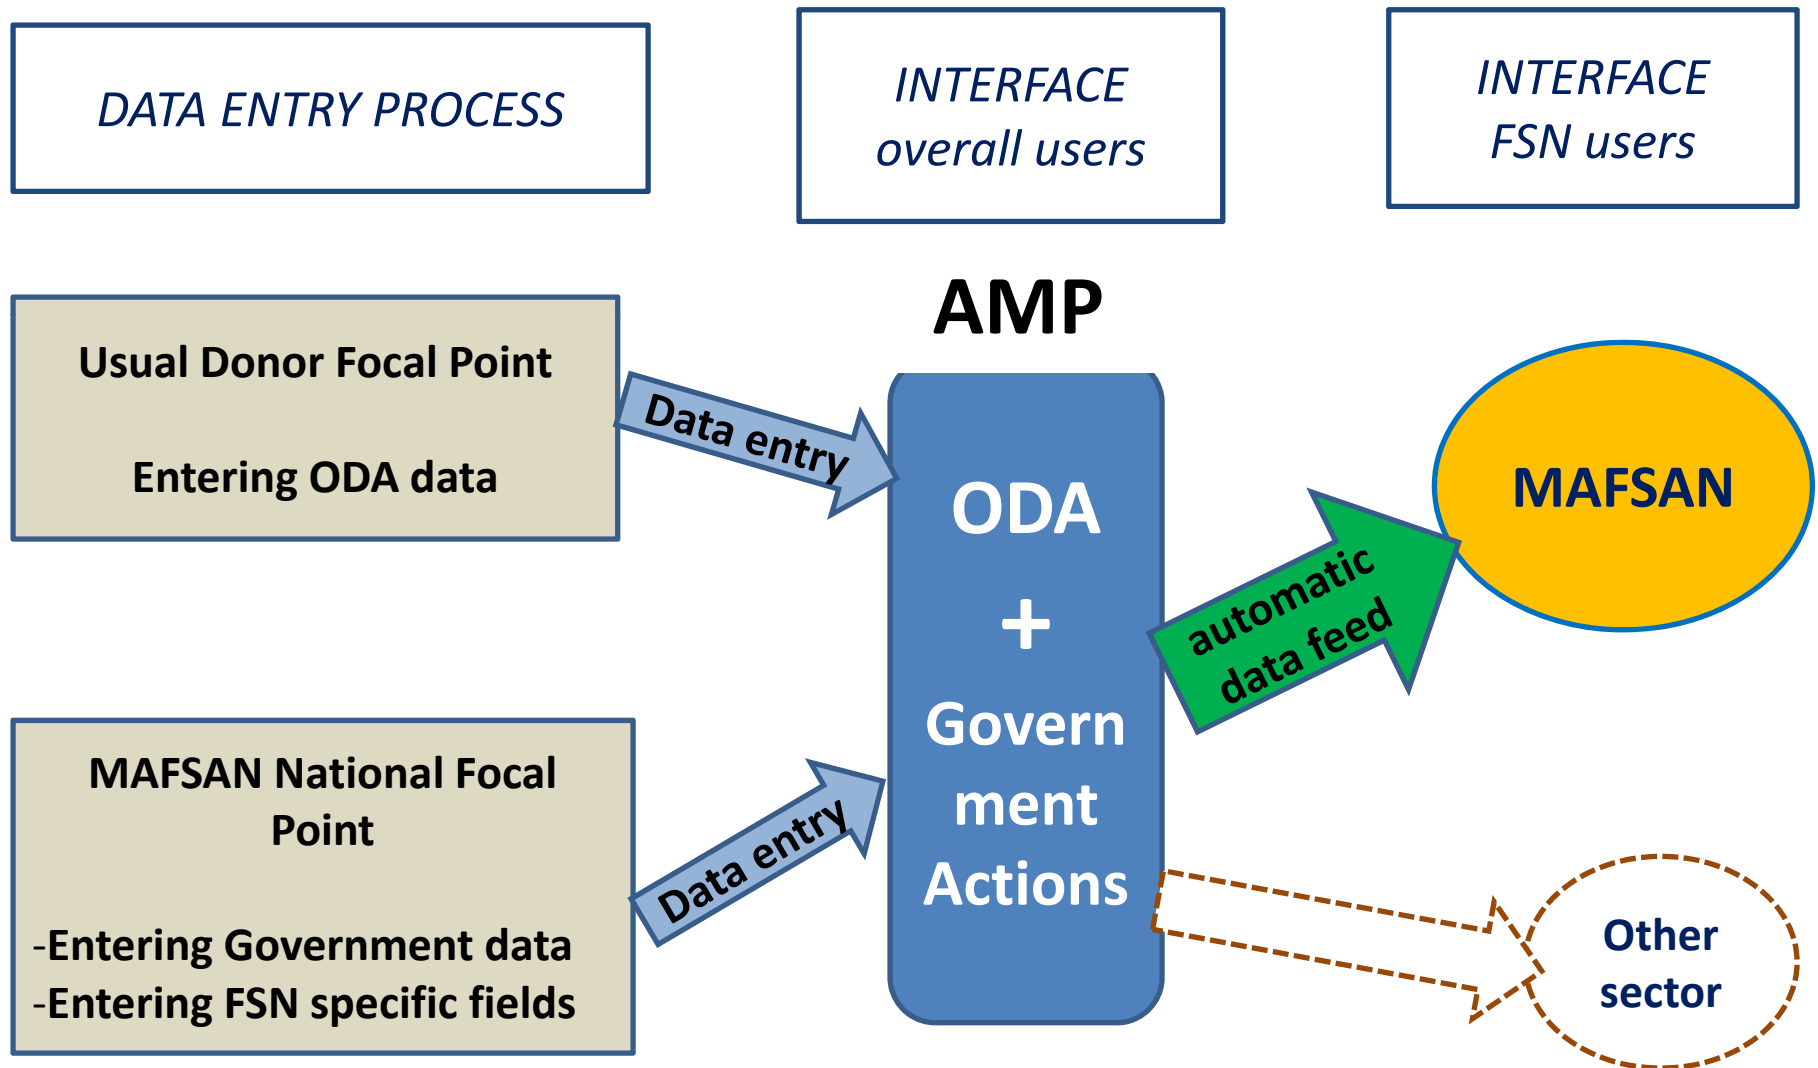 DATA ENTRY PROCESS
INTERFACE
overall users
INTERFACE
FSN users
AMP
Usual Donor Focal Point
Entering ODA data
Data entry
MAFSAN National Focal
Point
-Entering Government data
-Entering FSN specific fields
Data entry
ODA
+
Govern
ment
Actions
automatic
data feed
MAFSAN
Other
sector